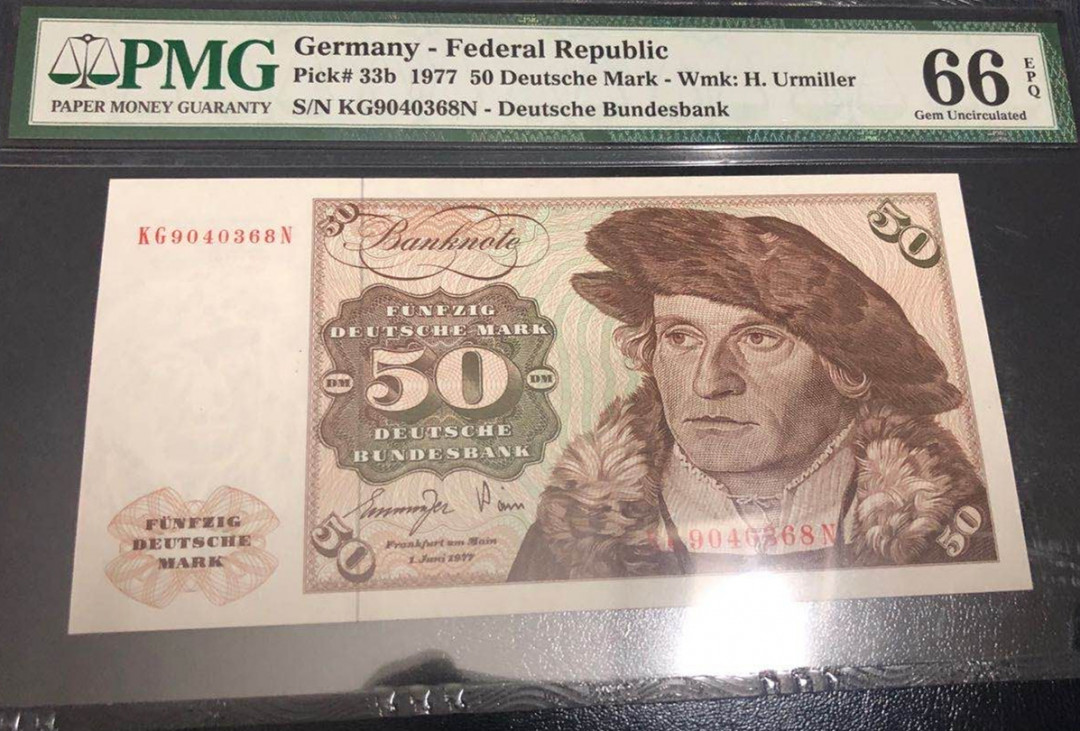 PMG
PAPER MONEY GUARANTY
Germany - Federal Republic
Pick# 33b 1977 50 Deutsche Mark - Wmk: H. Urmiller
S/N KG9040368N - Deutsche Bundesbank
66
EPQ
Gem Uncirculated
KG9040368N
50
Banknote
50
FUNFZIG
DEUTSCHE MARK
DM 50 DM
DEUTSCHE
BUNDESBANK
Emminger
50
Frankfurt am Main
1. Juni 1977
FÜNFZIG
DEUTSCHE
MARK
9040368N
50